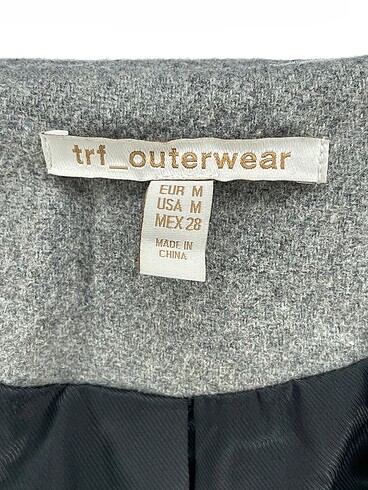 trf_outerwear
EUR M
USA M
MEX 28
MADE IN
CHINA